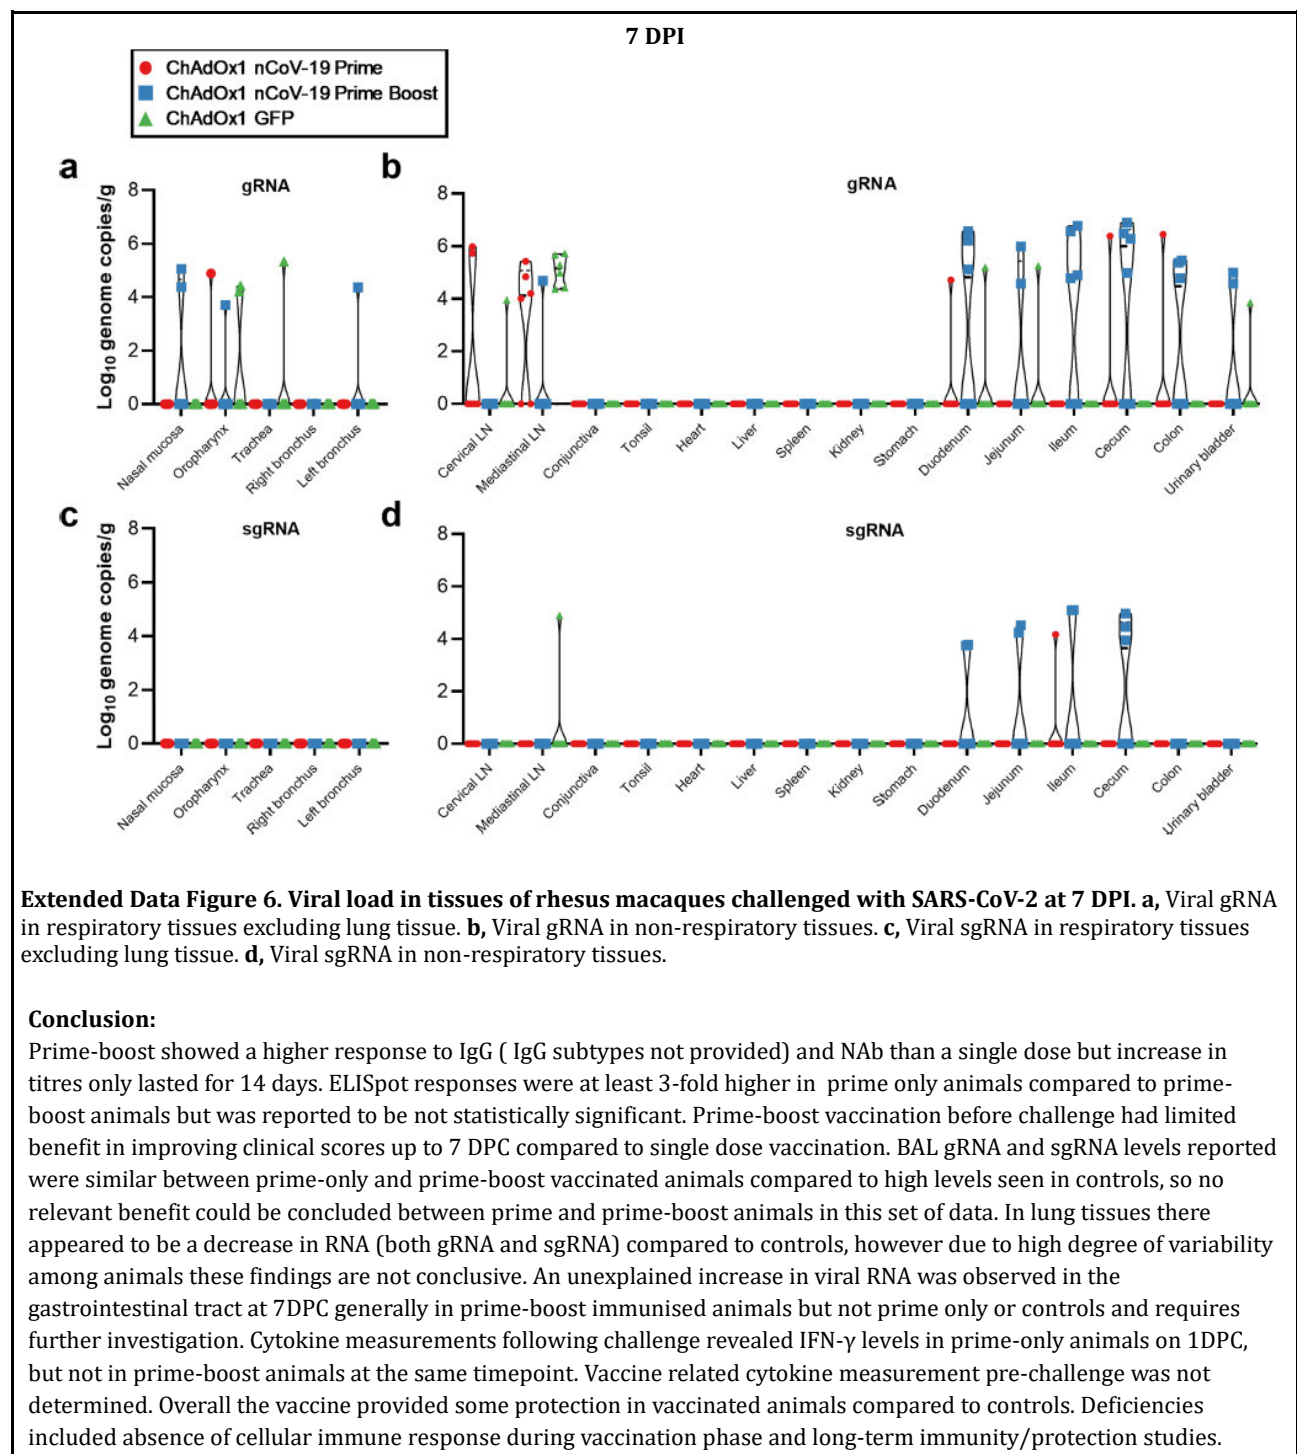 7 DPI
ChAdOx1 nCoV-19 Prime
ChAdOx1 nCoV-19 Prime Boost
ChAdOx1 GFP
a
gRNA
Log10 genome copies/g
8
6
4
2
0
Nasal mucosa
Oropharynx
Trachea
Right bronchus
Left bronchus
b
gRNA
8
6
4
2
0
Cervical LN
Mediastinal LN
Conjunctiva
Tonsil
Heart
Liver
Spleen
Kidney
Stomach
Duodenum
Jejunum
Ileum
Cecum
Colon
Urinary bladder
c
sgRNA
Log10 genome copies/g
8
6
4
2
0
Nasal mucosa
Oropharynx
Trachea
Right bronchus
Left bronchus
d
sgRNA
8
6
4
2
0
Cervical LN
Mediastinal LN
Conjunctiva
Tonsil
Heart
Liver
Spleen
Kidney
Stomach
Duodenum
Jejunum
Ileum
Cecum
Colon
Urinary bladder
Extended Data Figure 6. Viral load in tissues of rhesus macaques challenged with SARS-CoV-2 at 7 DPI. a, Viral gRNA
in respiratory tissues excluding lung tissue. b, Viral gRNA in non-respiratory tissues. c, Viral sgRNA in respiratory tissues
excluding lung tissue. d, Viral sgRNA in non-respiratory tissues.
Conclusion:
Prime-boost showed a higher response to IgG ( IgG subtypes not provided) and NAb than a single dose but increase in
titres only lasted for 14 days. ELISpot responses were at least 3-fold higher in  prime only animals compared to prime-
boost animals but was reported to be not statistically significant. Prime-boost vaccination before challenge had limited
benefit in improving clinical scores up to 7 DPC compared to single dose vaccination. BAL gRNA and sgRNA levels reported
were similar between prime-only and prime-boost vaccinated animals compared to high levels seen in controls, so no
relevant benefit could be concluded between prime and prime-boost animals in this set of data. In lung tissues there
appeared to be a decrease in RNA (both gRNA and sgRNA) compared to controls, however due to high degree of variability
among animals these findings are not conclusive. An unexplained increase in viral RNA was observed in the
gastrointestinal tract at 7DPC generally in prime-boost immunised animals but not prime only or controls and requires
further investigation. Cytokine measurements following challenge revealed IFN-γ levels in prime-only animals on 1DPC,
but not in prime-boost animals at the same timepoint. Vaccine related cytokine measurement pre-challenge was not
determined. Overall the vaccine provided some protection in vaccinated animals compared to controls. Deficiencies
included absence of cellular immune response during vaccination phase and long-term immunity/protection studies.